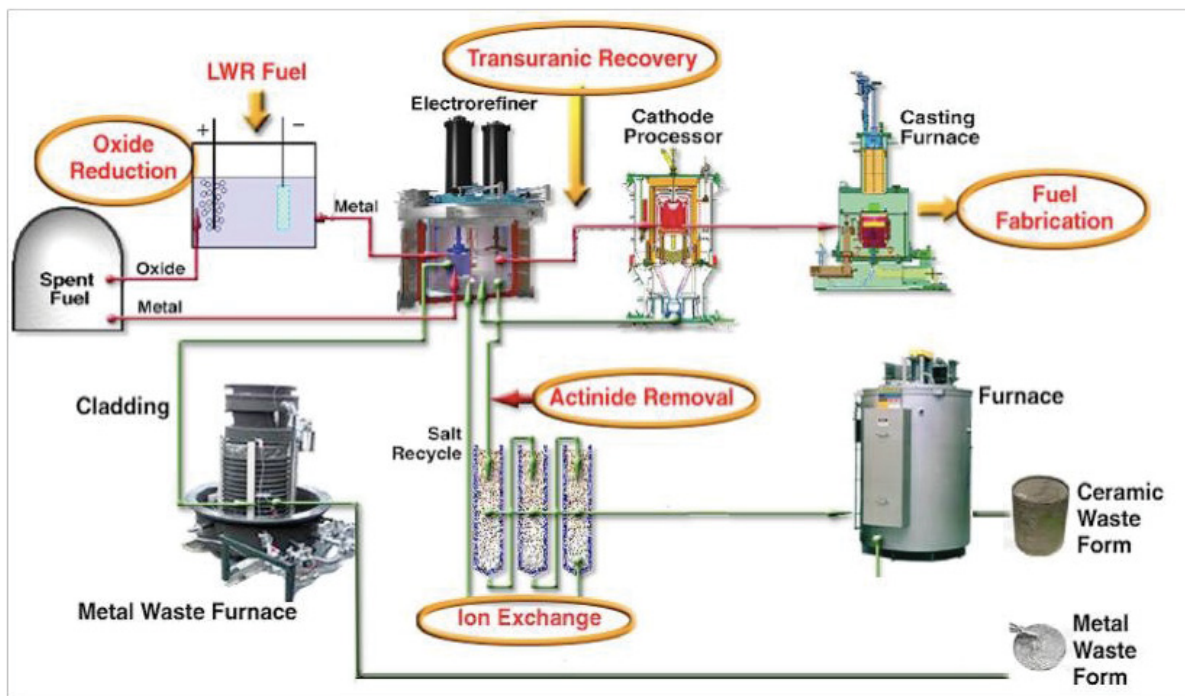 Transuranic Recovery
LWR Fuel
Electrorefiner
Cathode
Processor
Casting
Furnace
+
−
Oxide
Reduction
Metal
Fuel
Fabrication
Spent
Fuel
Oxide
Metal
Cladding
Actinide Removal
Furnace
Salt
Recycle
Ceramic
Waste
Form
Metal Waste Furnace
Ion Exchange
Metal
Waste
Form